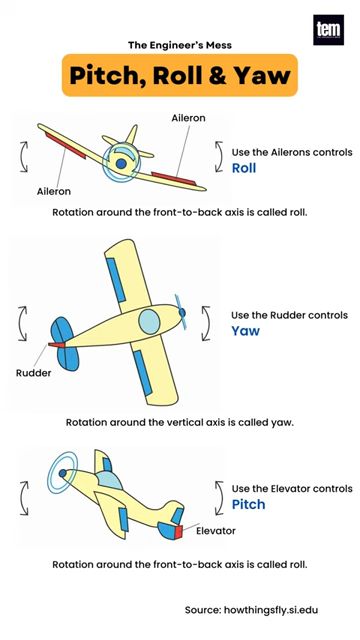 tem
The Engineer's Mess
Pitch, Roll & Yaw
Aileron
Use the Ailerons controls
Roll
Aileron
Rotation around the front-to-back axis is called roll.
Use the Rudder controls
Yaw
Rudder
Rotation around the vertical axis is called yaw.
Use the Elevator controls
Pitch
Elevator
Rotation around the front-to-back axis is called roll.
Source: howthingsfly.si.edu